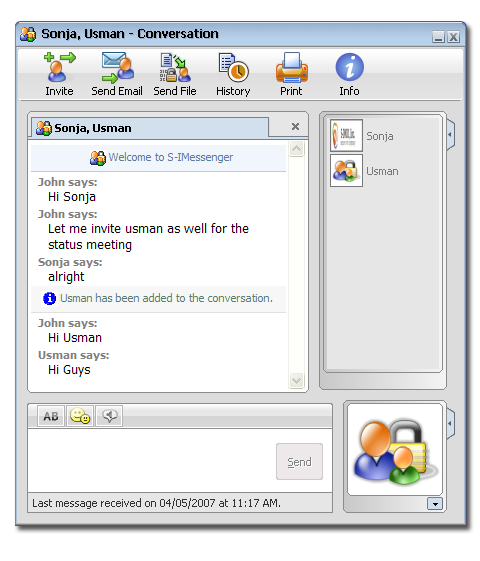 Sonja, Usman - Conversation
Invite Send Email Send File History Print Info
Sonja, Usman
Welcome to S-IMessenger
John says:
Hi Sonja
John says:
Let me invite usman as well for the
status meeting
Sonja says:
alright
Usman has been added to the conversation.
John says:
Hi Usman
Usman says:
Hi Guys
Sonja
Usman
AB
Send
Last message received on 04/05/2007 at 11:17 AM.